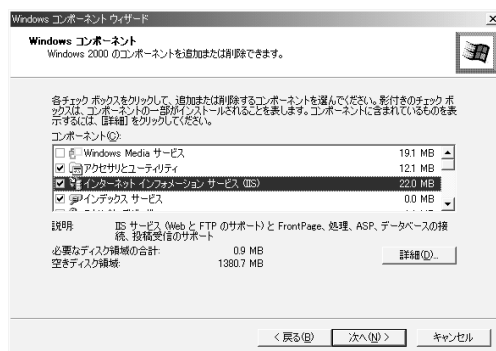 Windows コンポーネント ウィザード
Windows コンポーネント
Windows 2000 のコンポーネントを追加または削除できます。
各チェック ボックスをクリックして、追加または削除するコンポーネントを選んでください。影付きのチェック ボ
ックスは、コンポーネントの一部がインストールされることを表します。コンポーネントに含まれているものを表
示するには、[詳細] をクリックしてください。
コンポーネント(C):
Windows Media サービス 19.1 MB
アクセサリとユーティリティ 12.1 MB
インターネット インフォメーション サービス (IIS) 22.0 MB
インデックス サービス 0.0 MB
説明: IIS サービス (Web と FTP のサポート) と FrontPage、処理、ASP、データベースの接
続、投稿受信のサポート
必要なディスク領域の合計: 0.9 MB
空きディスク領域: 1380.7 MB
詳細(D)...
< 戻る(B)
次へ(N) >
キャンセル